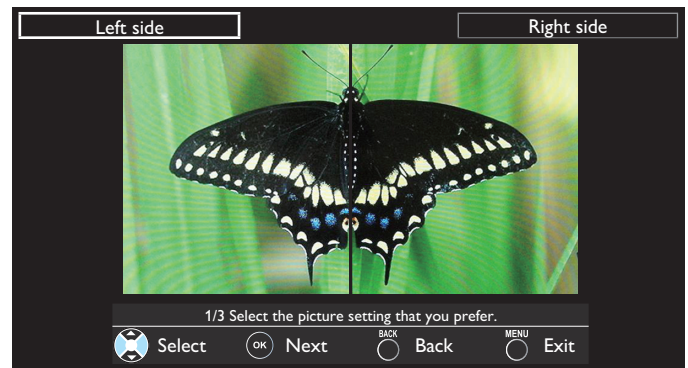 Left side
Right side
1/3 Select the picture setting that you prefer.
Select OK Next BACK Back MENU Exit